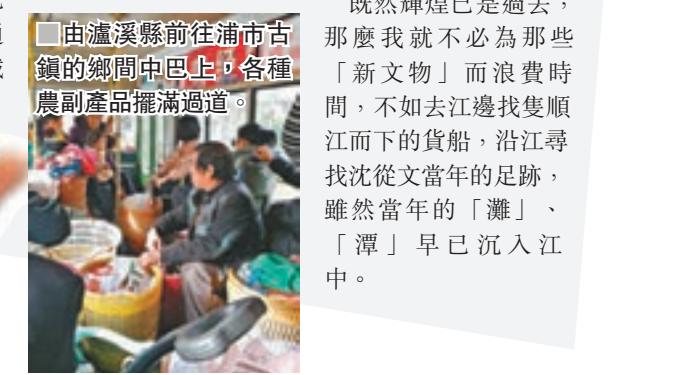 ■由瀘溪縣前往浦市古
鎮的鄉間中巴上，各種
農副產品擺滿過道。
既然輝煌已是過去，
那麼我就不必為那些
「新文物」而浪費時
間，不如去江邊找隻順
江而下的貨船，沿江尋
找沈從文當年的足跡，
雖然當年的「灘」、
「潭」早已沉入江
中。